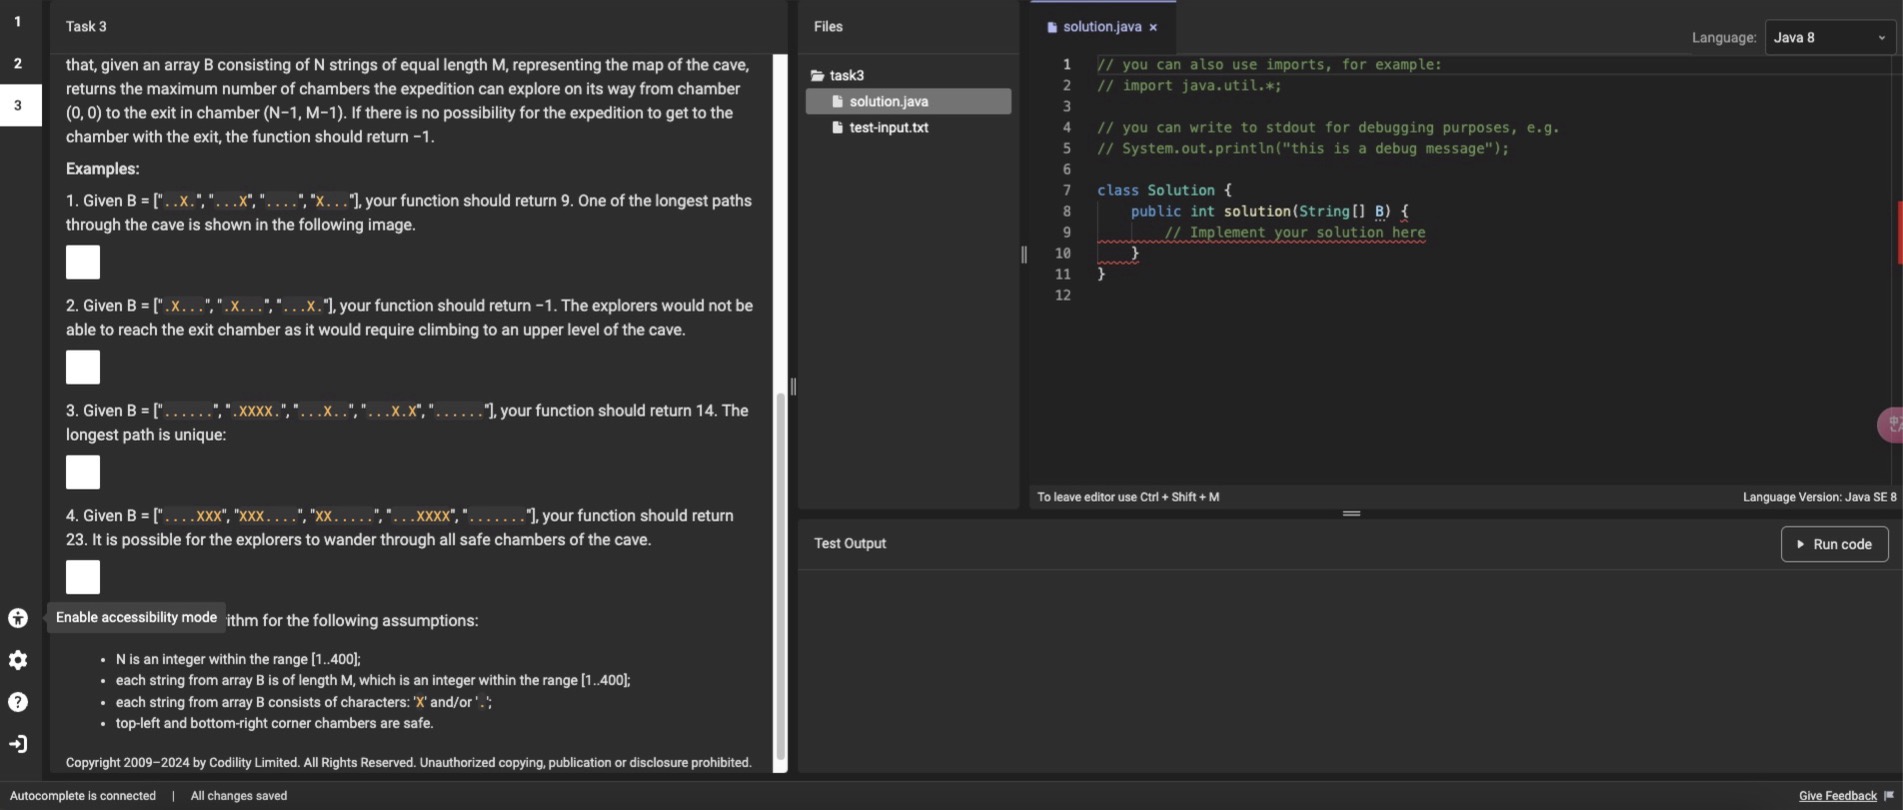 1
2
3
Task 3
that, given an array B consisting of N strings of equal length M, representing the map of the cave,
returns the maximum number of chambers the expedition can explore on its way from chamber
(0, 0) to the exit in chamber (N−1, M−1). If there is no possibility for the expedition to get to the
chamber with the exit, the function should return −1.
Examples:
1. Given B = ["..X.", "...X", "....", "X..."], your function should return 9. One of the longest paths
through the cave is shown in the following image.
2. Given B = [".X...", ".X...", "...X."], your function should return −1. The explorers would not be
able to reach the exit chamber as it would require climbing to an upper level of the cave.
3. Given B = ["......", ".XXXX.", "...X..", "...X.X", "......"], your function should return 14. The
longest path is unique:
4. Given B = ["....XXX", "XXX....", "XX.....", "...XXXX", "......."], your function should return
23. It is possible for the explorers to wander through all safe chambers of the cave.
Enable accessibility mode
ithm for the following assumptions:
• N is an integer within the range [1..400];
• each string from array B is of length M, which is an integer within the range [1..400];
• each string from array B consists of characters: 'X' and/or '.';
• top-left and bottom-right corner chambers are safe.
Copyright 2009–2024 by Codility Limited. All Rights Reserved. Unauthorized copying, publication or disclosure prohibited.
Files
task3
solution.java
test-input.txt
solution.java ×
Language: Java 8
1 // you can also use imports, for example:
2 // import java.util.*;
3
4 // you can write to stdout for debugging purposes, e.g.
5 // System.out.println("this is a debug message");
6
7 class Solution {
8 public int solution(String[] B) {
9 // Implement your solution here
10 }
11 }
12
To leave editor use Ctrl + Shift + M
Language Version: Java SE 8
Test Output
Run code
Autocomplete is connected | All changes saved
Give Feedback